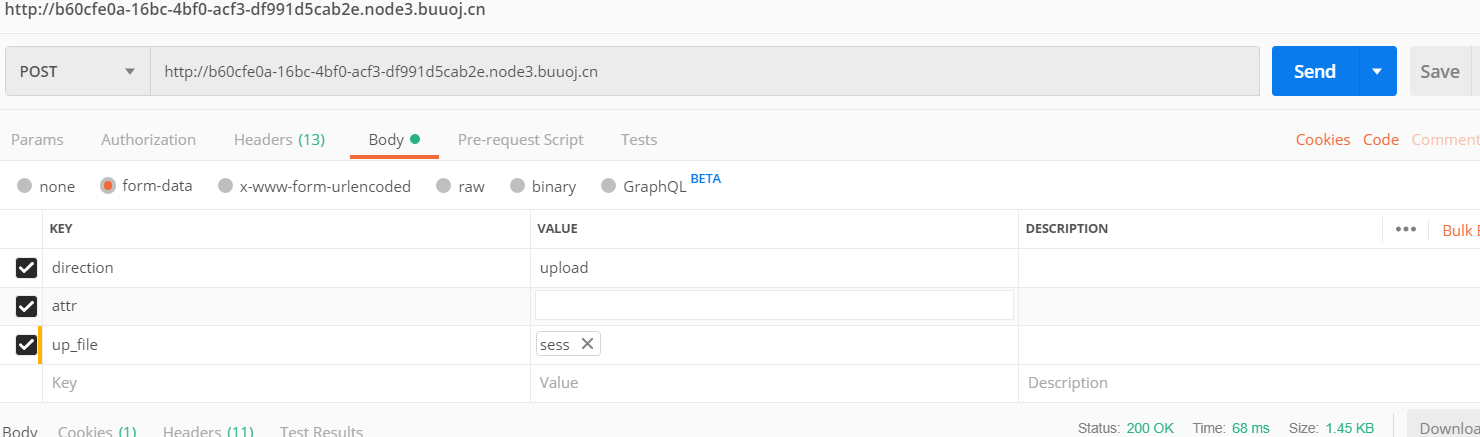 http://b60cfe0a-16bc-4bf0-acf3-df991d5cab2e.node3.buuoj.cn
POST http://b60cfe0a-16bc-4bf0-acf3-df991d5cab2e.node3.buuoj.cn Send Save
Params Authorization Headers (13) Body Pre-request Script Tests Cookies Code Comment
none form-data x-www-form-urlencoded raw binary GraphQL BETA
KEY VALUE DESCRIPTION ••• Bulk E
direction upload
attr
up_file sess
Key Value Description
Body Cookies (1) Headers (11) Test Results Status: 200 OK Time: 68 ms Size: 1.45 KB Downloa